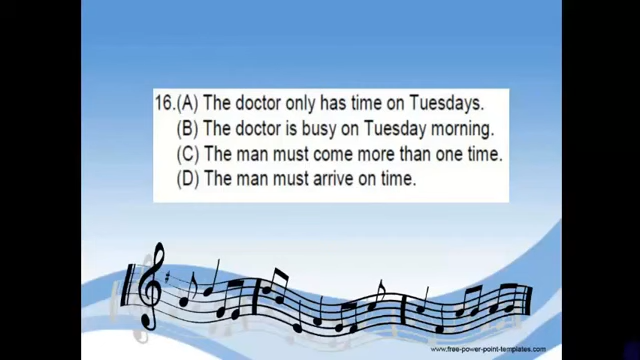 16.(A) The doctor only has time on Tuesdays.
(B) The doctor is busy on Tuesday morning.
(C) The man must come more than one time.
(D) The man must arrive on time.
www.free-power-point-templates.com